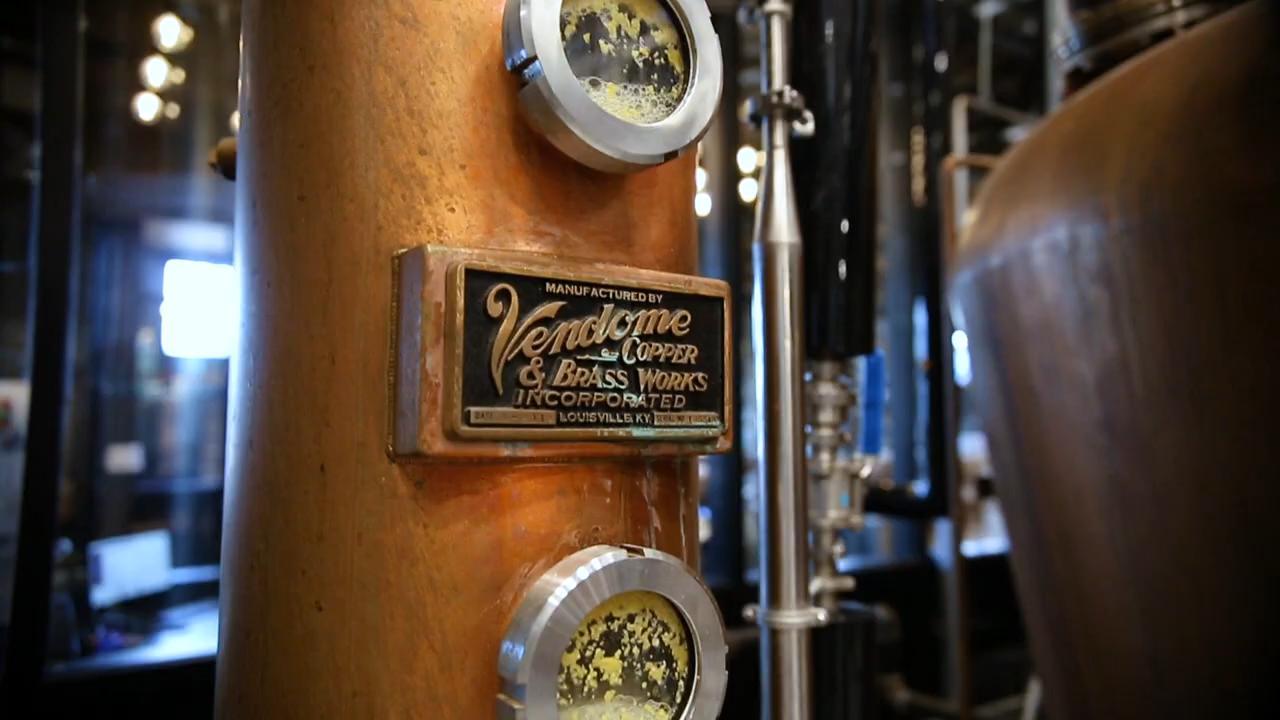 MANUFACTURED BY
Vendome
COPPER
& BRASS WORKS
INCORPORATED
LOUISVILLE, KY.